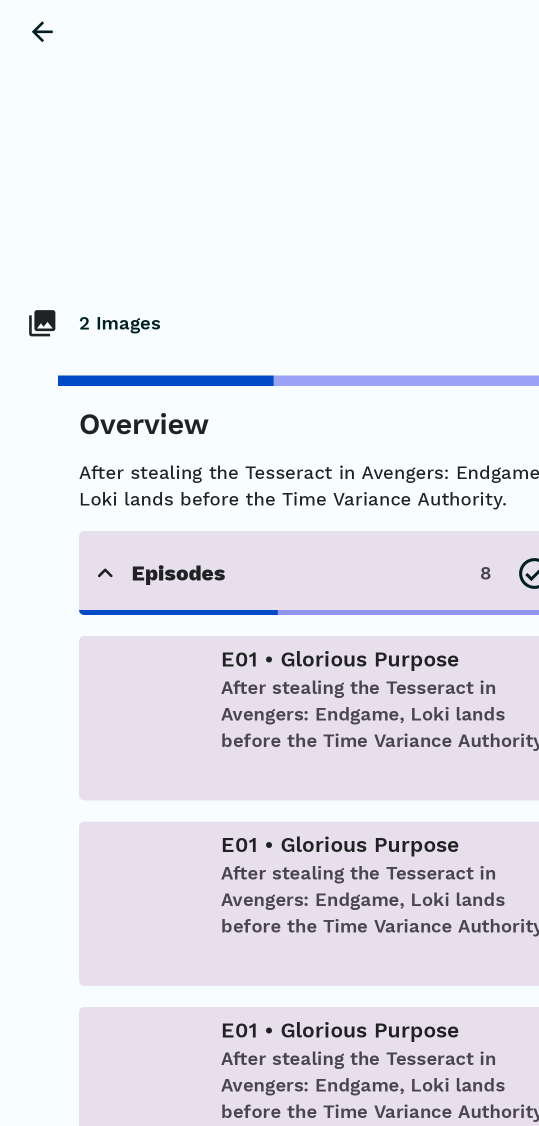 2 Images
Overview
After stealing the Tesseract in Avengers: Endgame
Loki lands before the Time Variance Authority.
Episodes
8
E01 • Glorious Purpose
After stealing the Tesseract in
Avengers: Endgame, Loki lands
before the Time Variance Authority
E01 • Glorious Purpose
After stealing the Tesseract in
Avengers: Endgame, Loki lands
before the Time Variance Authority
E01 • Glorious Purpose
After stealing the Tesseract in
Avengers: Endgame, Loki lands
before the Time Variance Authority